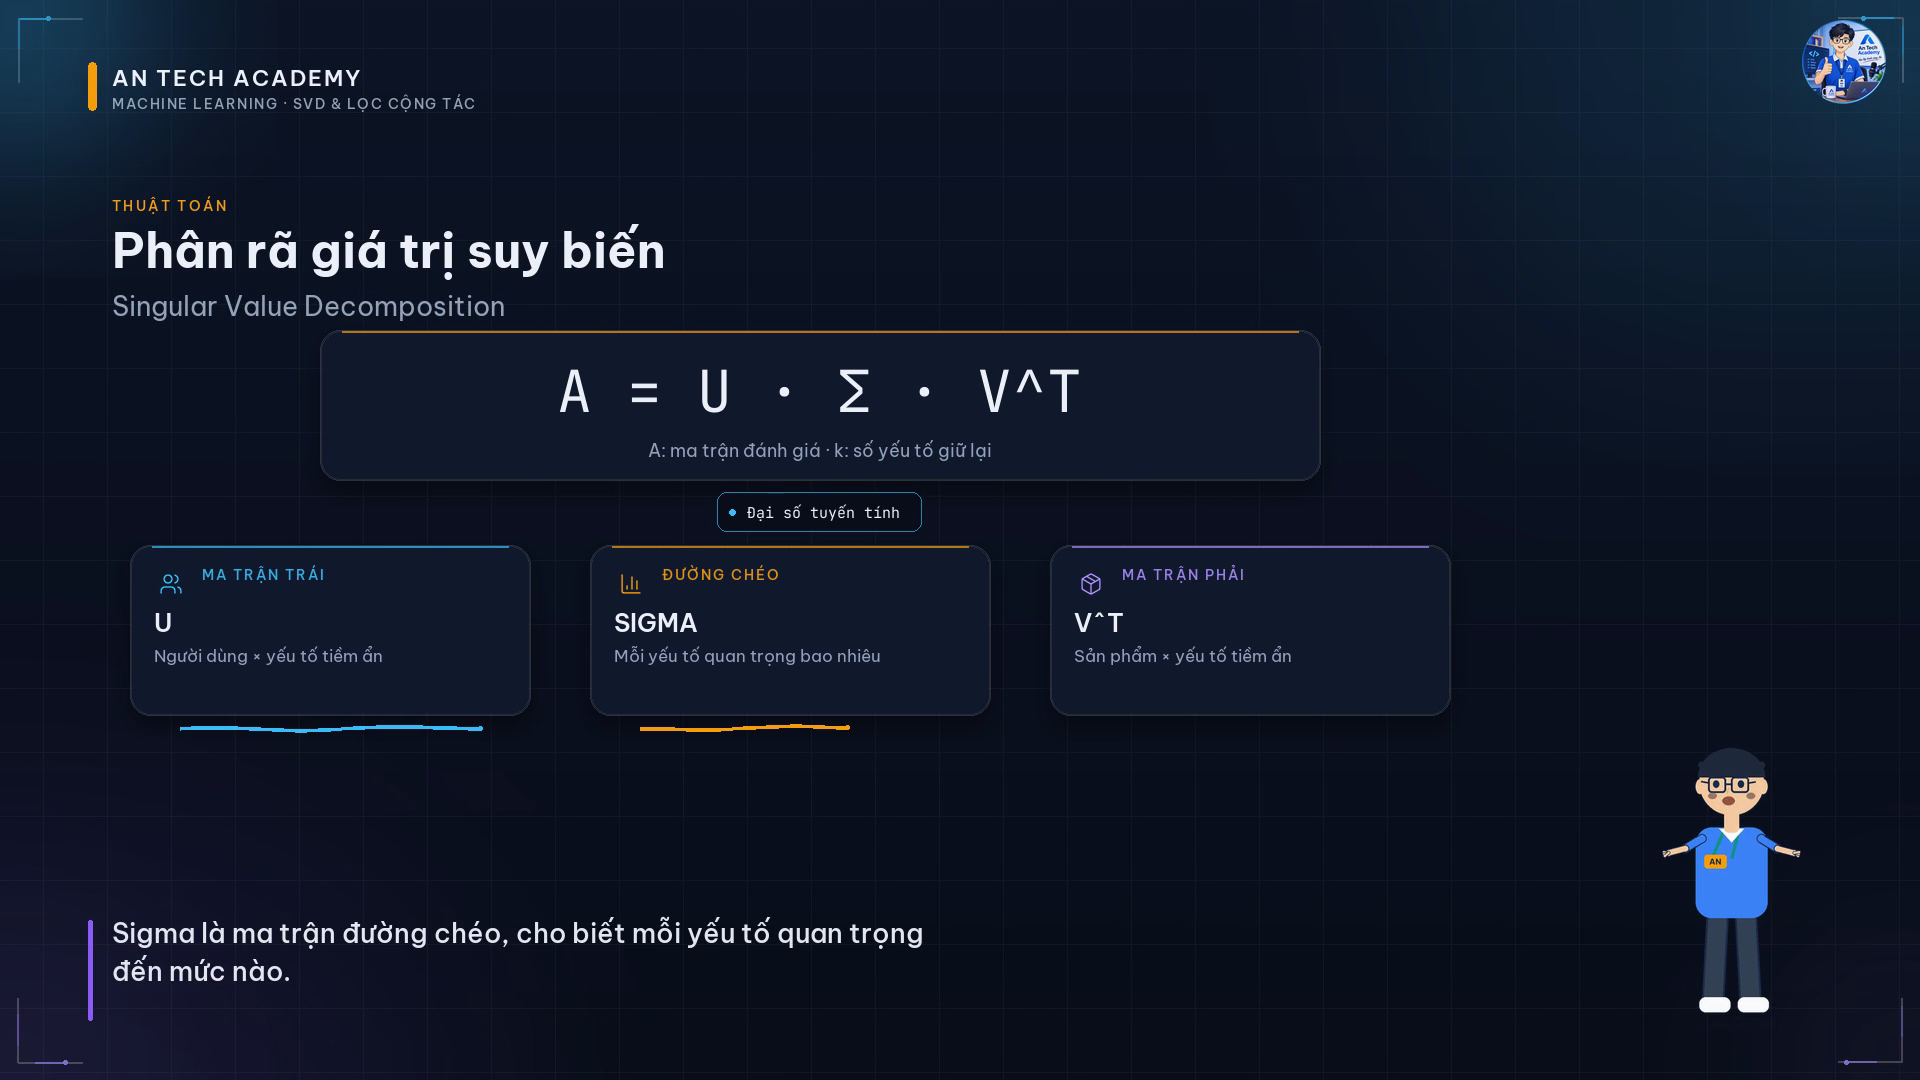 AN TECH ACADEMY
MACHINE LEARNING · SVD & LỌC CỘNG TÁC
An Tech
Academy
THUẬT TOÁN
Phân rã giá trị suy biến
Singular Value Decomposition
A = U · Σ · V^T
A: ma trận đánh giá · k: số yếu tố giữ lại
Đại số tuyến tính
MA TRẬN TRÁI
U
Người dùng × yếu tố tiềm ẩn
ĐƯỜNG CHÉO
SIGMA
Mỗi yếu tố quan trọng bao nhiêu
MA TRẬN PHẢI
V^T
Sản phẩm × yếu tố tiềm ẩn
AN
Sigma là ma trận đường chéo, cho biết mỗi yếu tố quan trọng
đến mức nào.